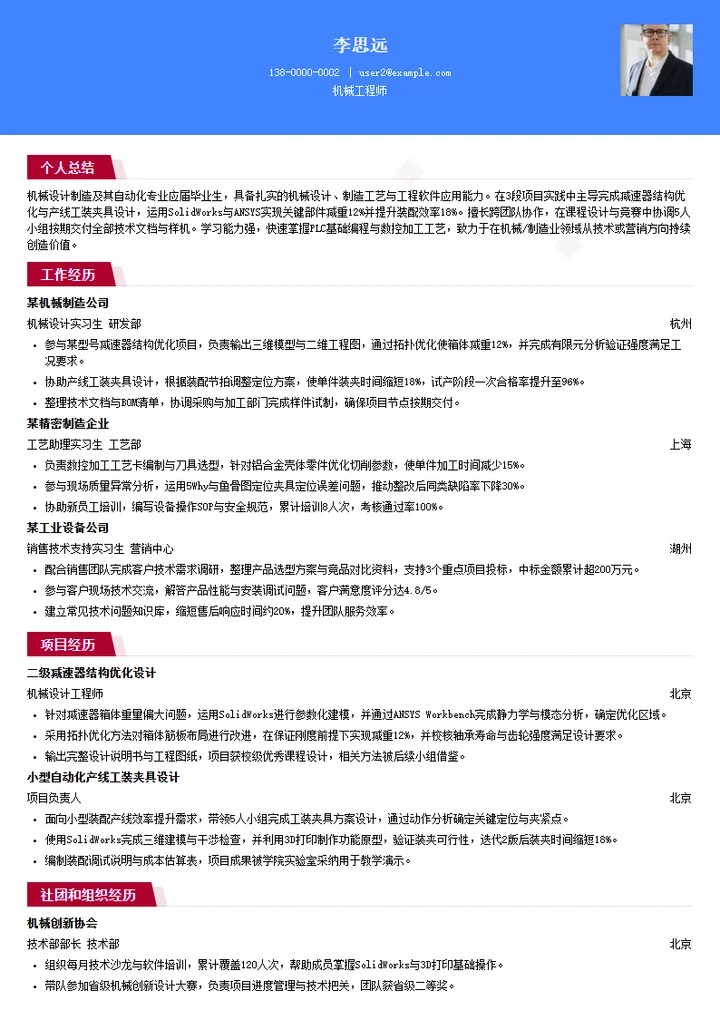 李思远
138-0000-0002 | user2@example.com
机械工程师
个人总结
机械设计制造及其自动化专业应届毕业生，具备扎实的机械设计、制造工艺与工程软件应用能力。在3段项目实践中主导完成减速器结构优
化与产线工装夹具设计，运用SolidWorks与ANSYS实现关键部件减重12%并提升装配效率18%。擅长跨团队协作，在课程设计与竞赛中协调5人
小组按期交付全部技术文档与样机。学习能力强，快速掌握PLC基础编程与数控加工工艺，致力于在机械/制造业领域从技术或营销方向持续
创造价值。
工作经历
某机械制造公司
机械设计实习生 研发部 杭州
• 参与某型号减速器结构优化项目，负责输出三维模型与二维工程图，通过拓扑优化使箱体减重12%，并完成有限元分析验证强度满足工
况要求。
• 协助产线工装夹具设计，根据装配节拍调整定位方案，使单件装夹时间缩短18%，试产阶段一次合格率提升至96%。
• 整理技术文档与BOM清单，协调采购与加工部门完成样件试制，确保项目节点按期交付。
某精密制造企业
工艺助理实习生 工艺部 上海
• 负责数控加工工艺卡编制与刀具选型，针对铝合金壳体零件优化切削参数，使单件加工时间减少15%。
• 参与现场质量异常分析，运用5Why与鱼骨图定位夹具定位误差问题，推动整改后同类缺陷率下降30%。
• 协助新员工培训，编写设备操作SOP与安全规范，累计培训8人次，考核通过率100%。
某工业设备公司
销售技术支持实习生 营销中心 湖州
• 配合销售团队完成客户技术需求调研，整理产品选型方案与竞品对比资料，支持3个重点项目投标，中标金额累计超200万元。
• 参与客户现场技术交流，解答产品性能与安装调试问题，客户满意度评分达4.8/5。
• 建立常见技术问题知识库，缩短售后响应时间约20%，提升团队服务效率。
项目经历
二级减速器结构优化设计
机械设计工程师 北京
• 针对减速器箱体重量偏大问题，运用SolidWorks进行参数化建模，并通过ANSYS Workbench完成静力学与模态分析，确定优化区域。
• 采用拓扑优化方法对箱体筋板布局进行改进，在保证刚度前提下实现减重12%，并校核轴承寿命与齿轮强度满足设计要求。
• 输出完整设计说明书与工程图纸，项目获校级优秀课程设计，相关方法被后续小组借鉴。
小型自动化产线工装夹具设计
项目负责人 北京
• 面向小型装配产线效率提升需求，带领5人小组完成工装夹具方案设计，通过动作分析确定关键定位与夹紧点。
• 使用SolidWorks完成三维建模与干涉检查，并利用3D打印制作功能原型，验证装夹可行性，迭代2版后装夹时间缩短18%。
• 编制装配调试说明与成本估算表，项目成果被学院实验室采纳用于教学演示。
社团和组织经历
机械创新协会
技术部部长 技术部 北京
• 组织每月技术沙龙与软件培训，累计覆盖120人次，帮助成员掌握SolidWorks与3D打印基础操作。
• 带队参加省级机械创新设计大赛，负责项目进度管理与技术把关，团队获省级二等奖。